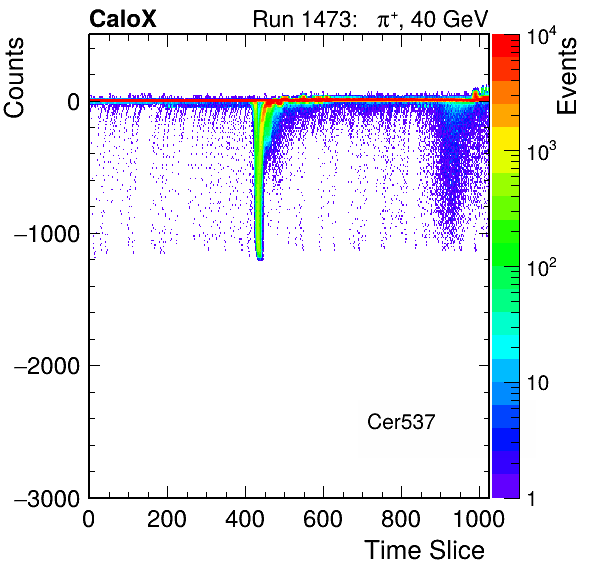 CaloX Run 1473: π⁺, 40 GeV
Counts
Events
0
−1000
−2000
−3000
10⁴
10³
10²
10
1
Cer537
0 200 400 600 800 1000
Time Slice